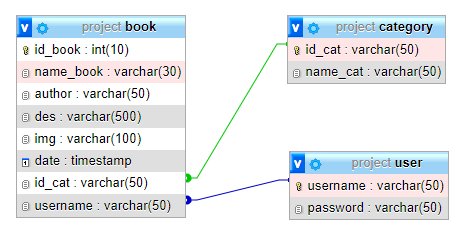 v project book
id_book : int(10)
name_book : varchar(30)
author : varchar(50)
des : varchar(500)
img : varchar(100)
date : timestamp
id_cat : varchar(50)
username : varchar(50)
v project category
id_cat : varchar(50)
name_cat : varchar(50)
v project user
username : varchar(50)
password : varchar(50)